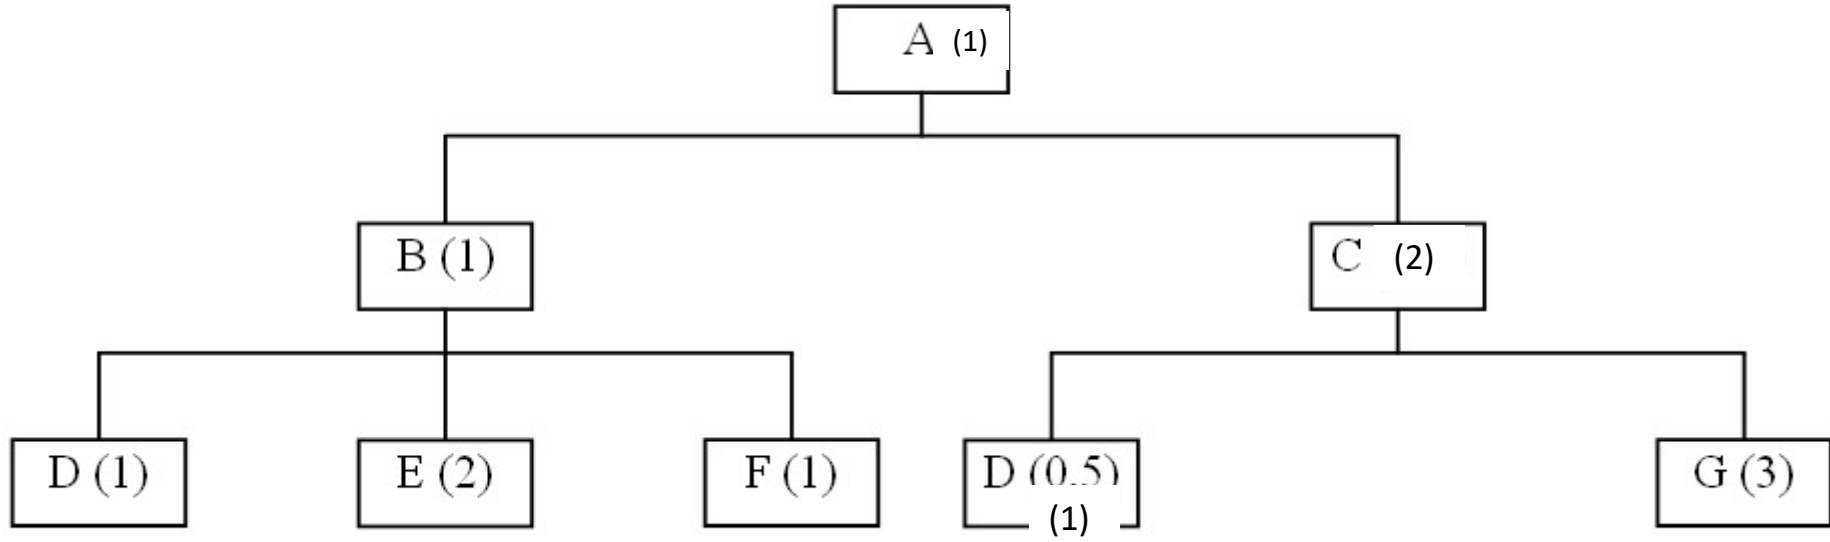 A (1)
B (1)
C (2)
D (1)
E (2)
F (1)
D (0.5)
(1)
G (3)